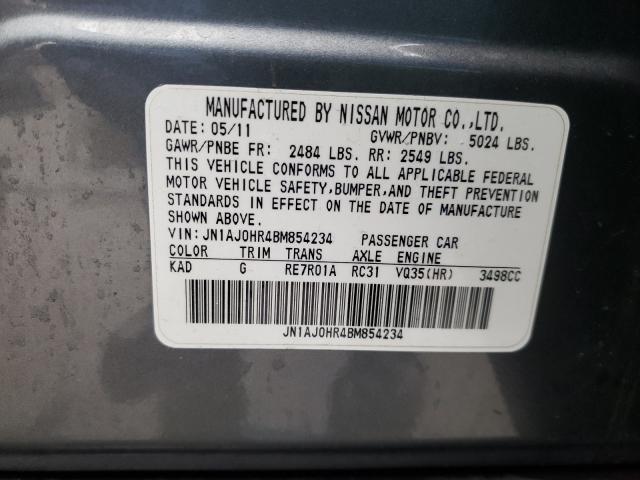 MANUFACTURED BY NISSAN MOTOR CO.,LTD.
DATE: 05/11 GVWR/PNBV: 5024 LBS.
GAWR/PNBE FR: 2484 LBS. RR: 2549 LBS.
THIS VEHICLE CONFORMS TO ALL APPLICABLE FEDERAL
MOTOR VEHICLE SAFETY,BUMPER,AND THEFT PREVENTION
STANDARDS IN EFFECT ON THE DATE OF MANUFACTURE
SHOWN ABOVE.
VIN: JN1AJ0HR4BM854234 PASSENGER CAR
COLOR TRIM TRANS AXLE ENGINE
KAD G RE7R01A RC31 VQ35(HR) 3498CC
JN1AJ0HR4BM854234